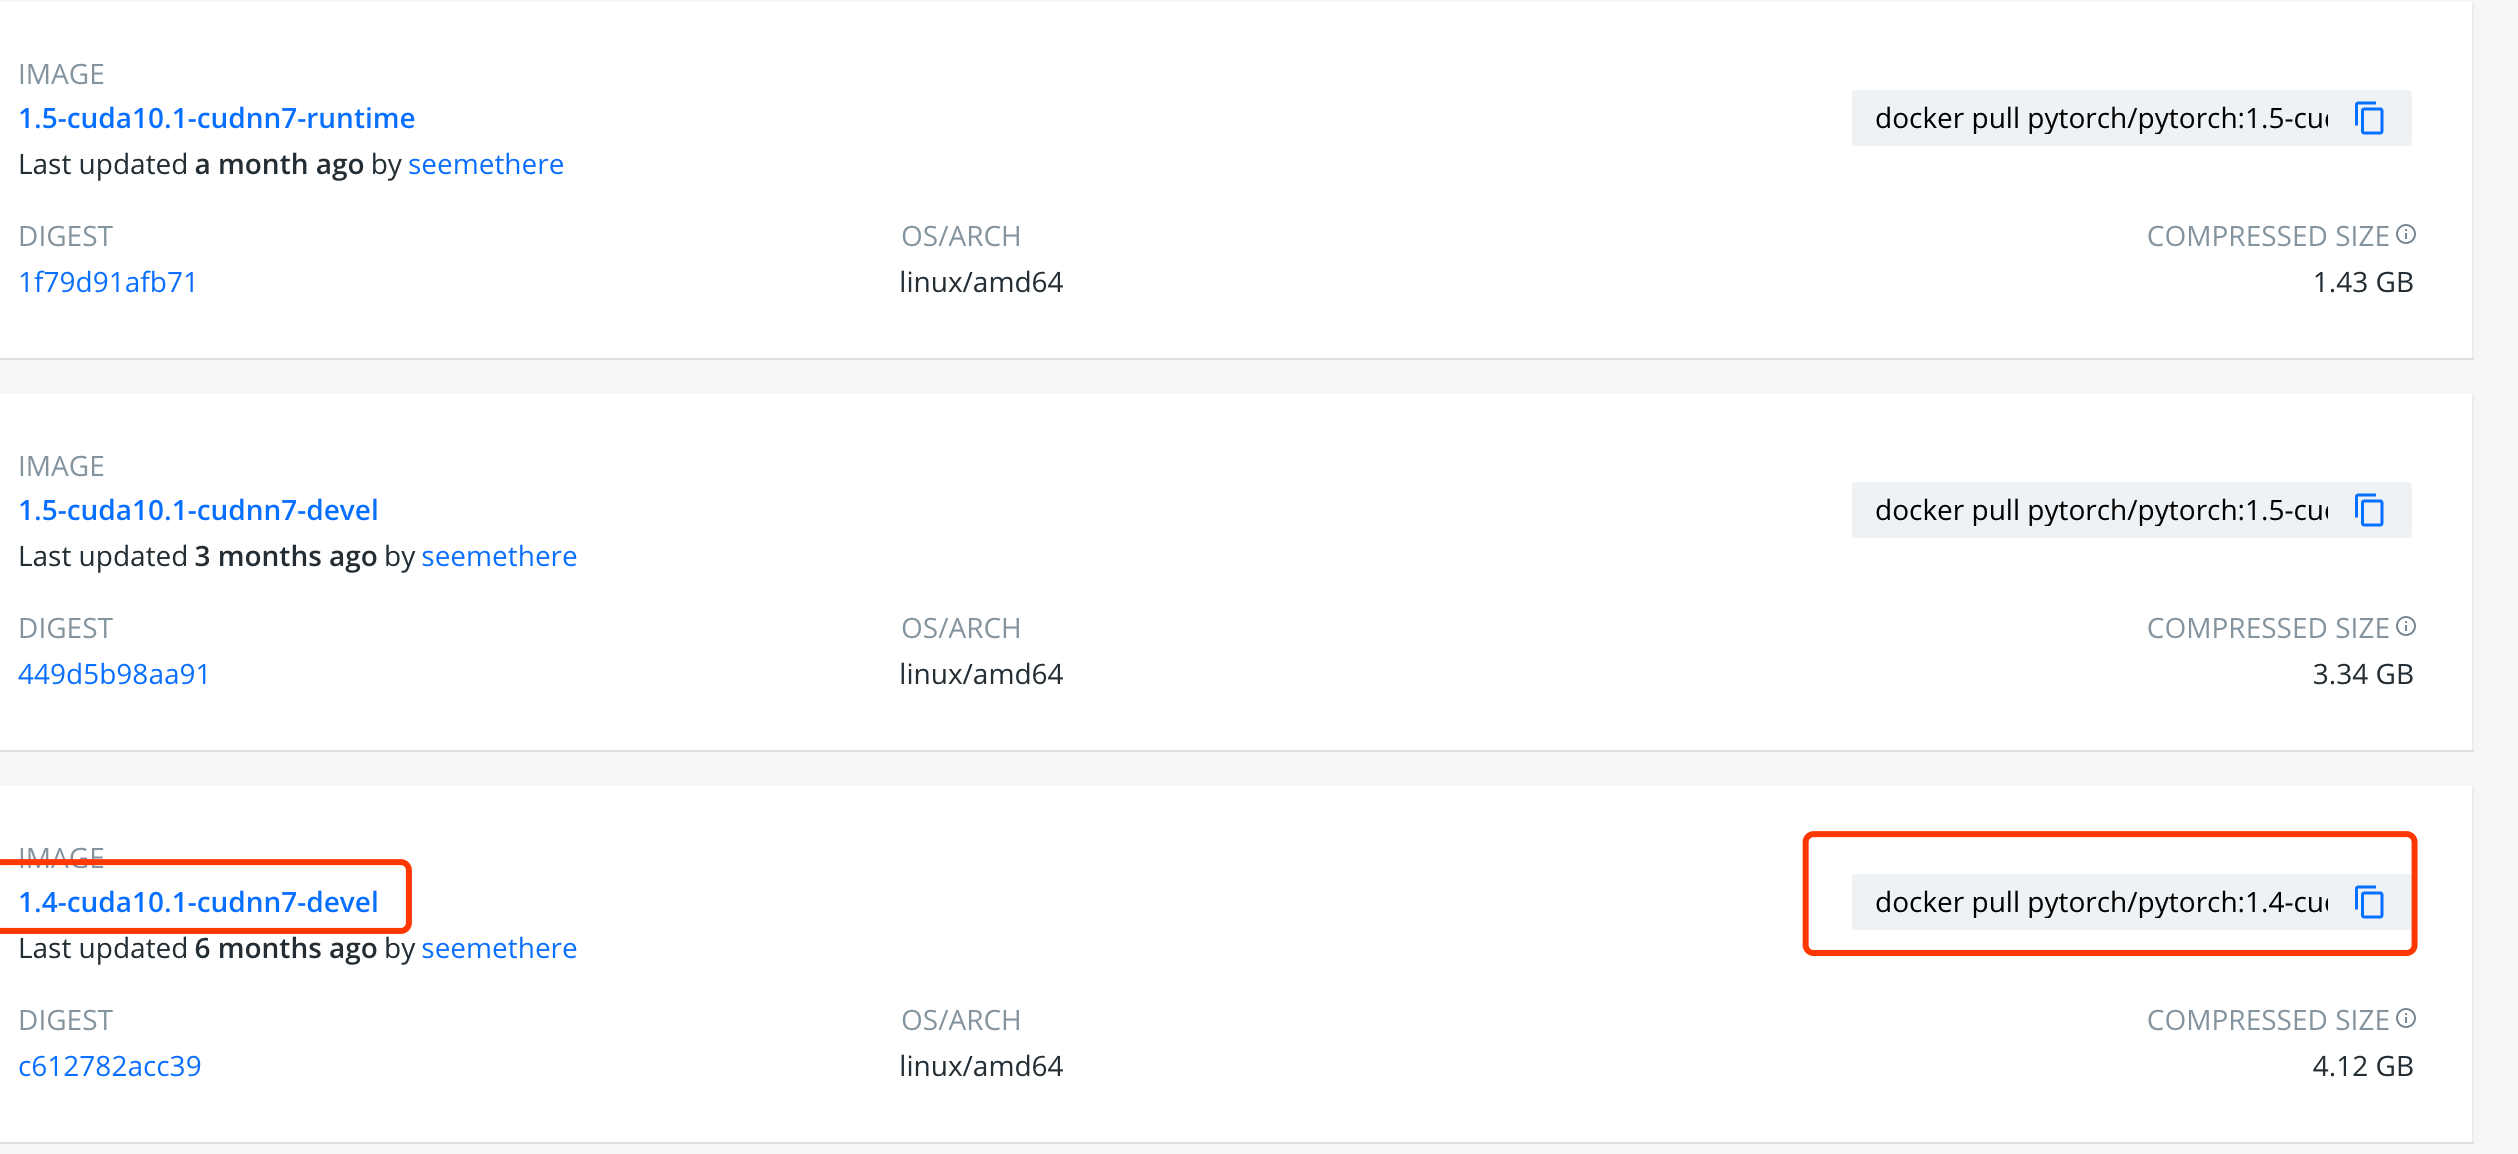 IMAGE
1.5-cuda10.1-cudnn7-runtime
docker pull pytorch/pytorch:1.5-cu
Last updated a month ago by seemethere
DIGEST
OS/ARCH
COMPRESSED SIZE
1f79d91afb71
linux/amd64
1.43 GB
IMAGE
1.5-cuda10.1-cudnn7-devel
docker pull pytorch/pytorch:1.5-cu
Last updated 3 months ago by seemethere
DIGEST
OS/ARCH
COMPRESSED SIZE
449d5b98aa91
linux/amd64
3.34 GB
IMAGE
1.4-cuda10.1-cudnn7-devel
docker pull pytorch/pytorch:1.4-cu
Last updated 6 months ago by seemethere
DIGEST
OS/ARCH
COMPRESSED SIZE
c612782acc39
linux/amd64
4.12 GB